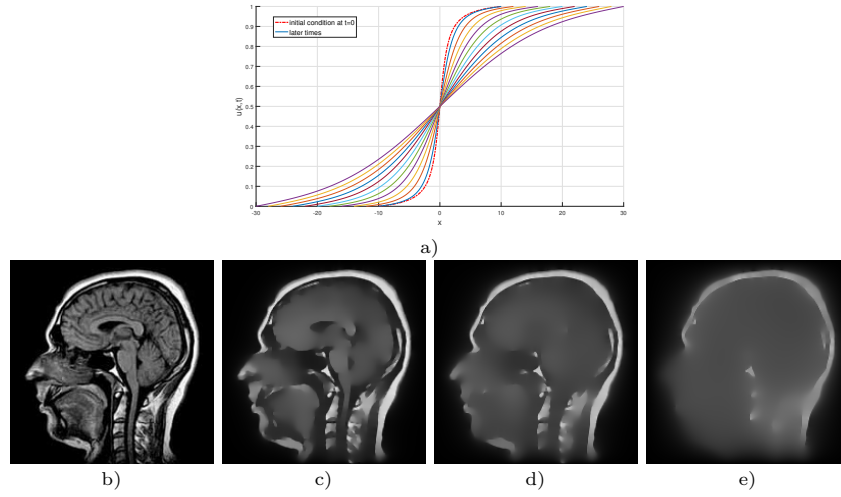 1
0.9
0.8
0.7
0.6
0.5
0.4
0.3
0.2
0.1
0
u(x,t)
initial condition at t=0
later times
-30 -20 -10 0 10 20 30
x
a)
b) c) d) e)